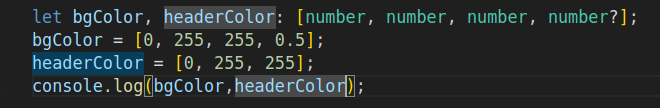 let bgColor, headerColor: [number, number, number, number?];
bgColor = [0, 255, 255, 0.5];
headerColor = [0, 255, 255];
console.log(bgColor,headerColor);